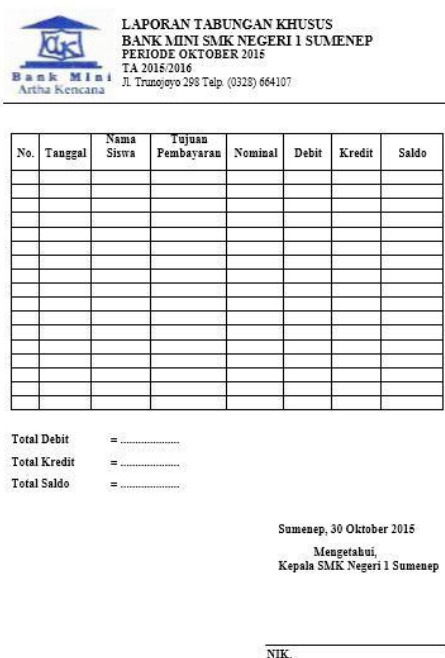 LAPORAN TABUNGAN KHUSUS
BANK MINI SMK NEGERI 1 SUMENEP
PERIODE OKTOBER 2015
TA 2015/2016
Jl. Trunojoyo 298 Telp. (0328) 664107
Bank MIni
Artha Kencana
No. Tanggal Nama Siswa Tujuan Pembayaran Nominal Debit Kredit Saldo
Total Debit = ....................
Total Kredit = ....................
Total Saldo = ....................
Sumenep, 30 Oktober 2015
Mengetahui,
Kepala SMK Negeri 1 Sumenep
NIK.